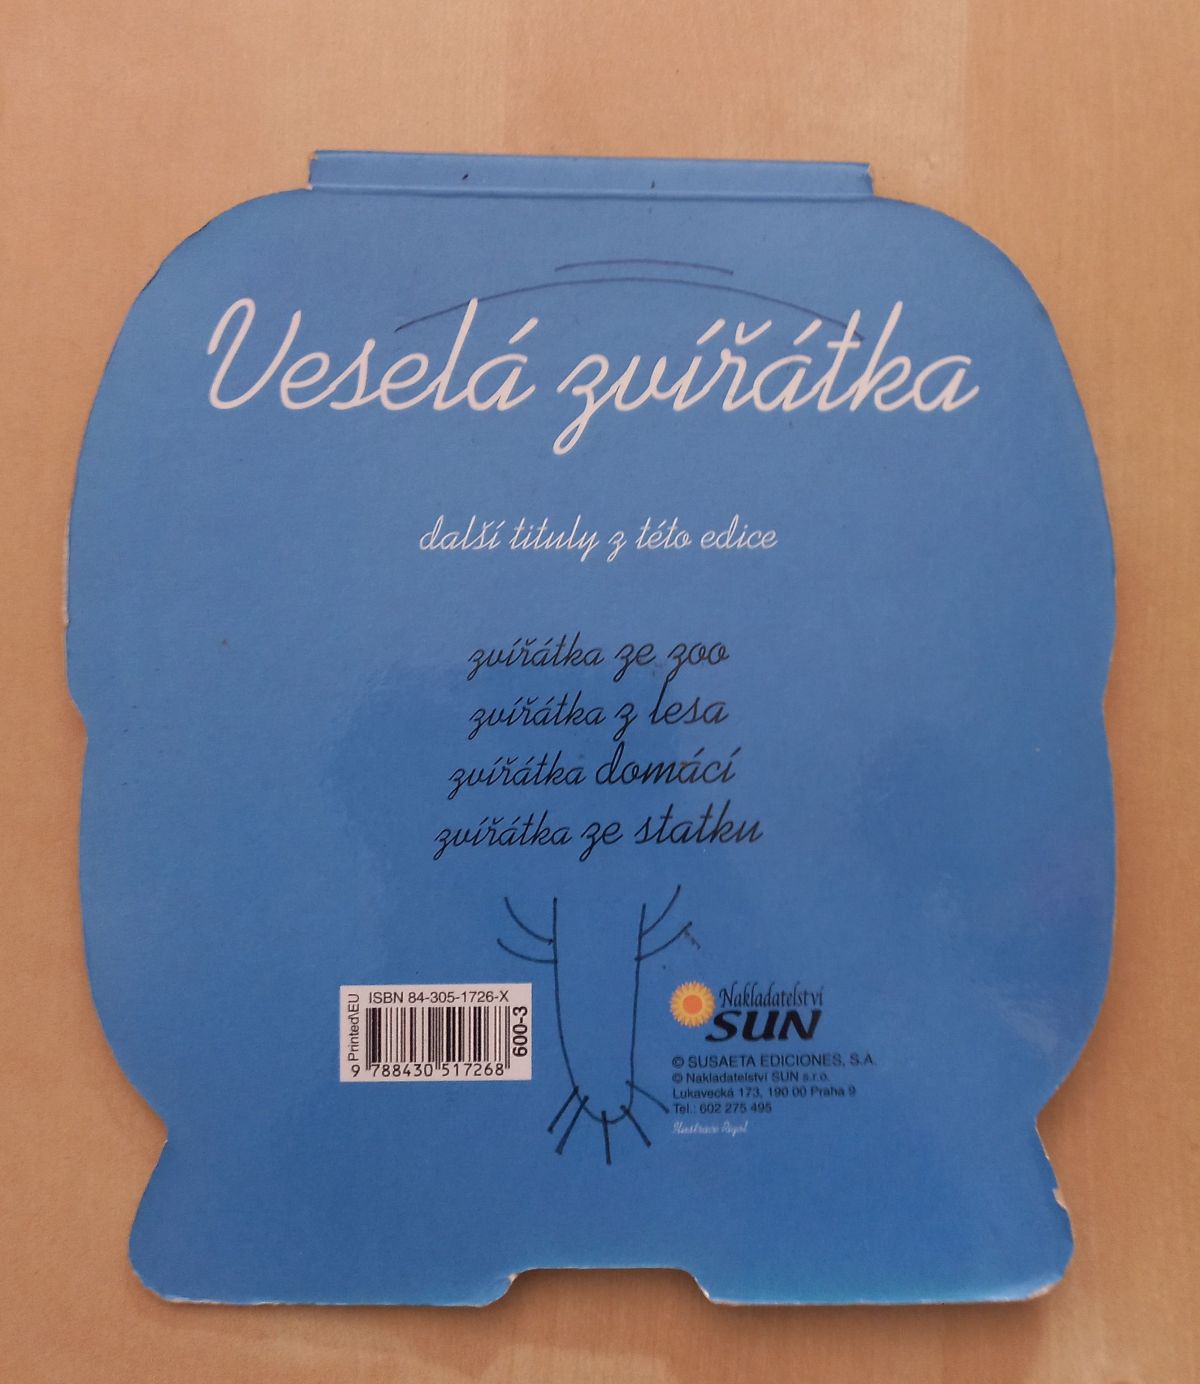 Veselá zvířátka
další tituly z této edice
zvířátka ze zoo
zvířátka z lesa
zvířátka domácí
zvířátka ze statku
Printed\EU
ISBN 84-305-1726-X
9 788430 517268
600-3
Nakladatelství
SUN
© SUSAETA EDICIONES, S.A.
© Nakladatelství SUN s.r.o.
Lukavecká 173, 190 00 Praha 9
Tel.: 602 275 495
Ilustrace Rigol